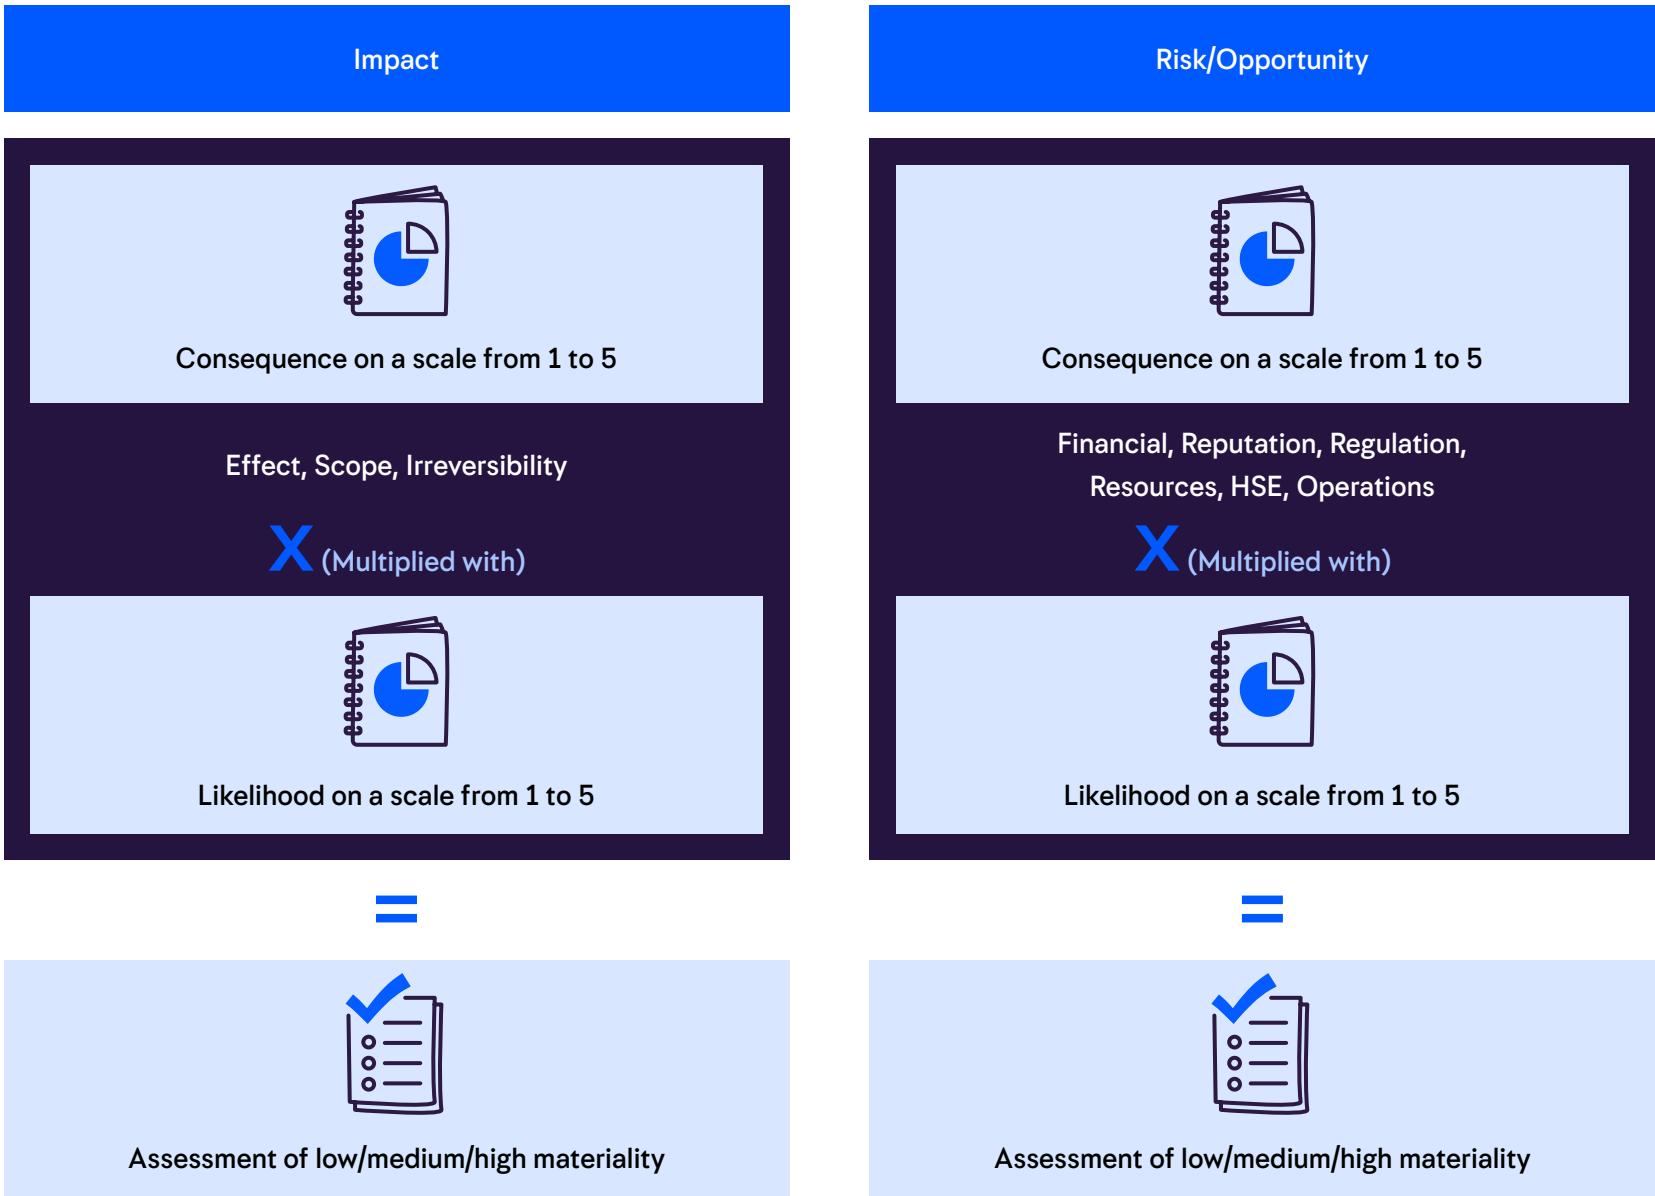 Impact
Consequence on a scale from 1 to 5
Effect, Scope, Irreversibility
X (Multiplied with)
Likelihood on a scale from 1 to 5
=
Assessment of low/medium/high materiality
Risk/Opportunity
Consequence on a scale from 1 to 5
Financial, Reputation, Regulation,
Resources, HSE, Operations
X (Multiplied with)
Likelihood on a scale from 1 to 5
=
Assessment of low/medium/high materiality